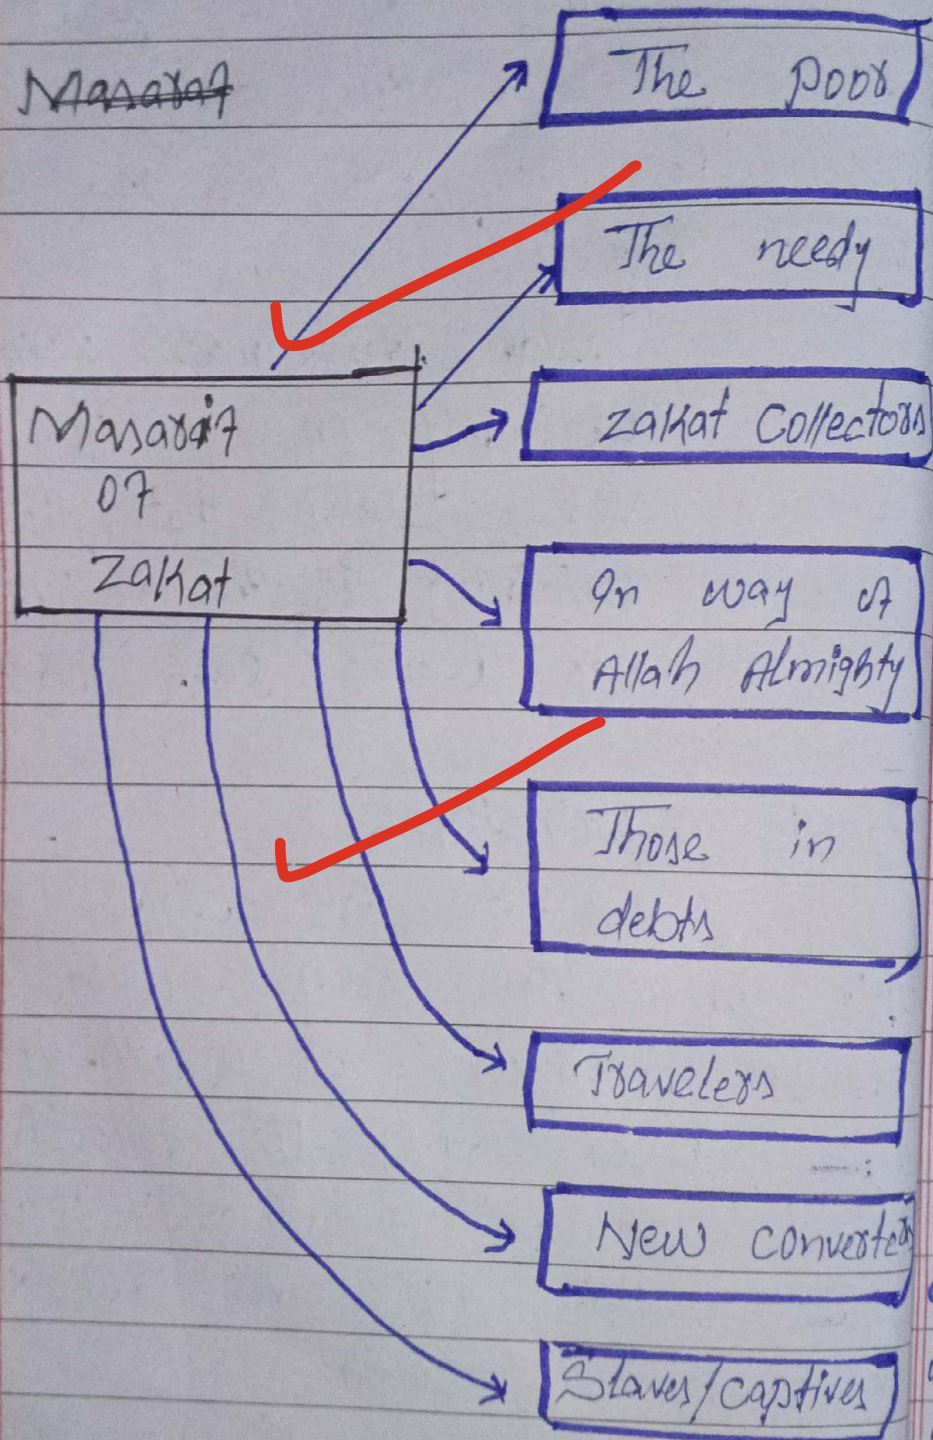 Masaraf
The poor
The needy
Masarif
of
Zakat
Zakat Collectors
In way of
Allah Almighty
Those in
debts
Travelers
New converters
Slaves/captives